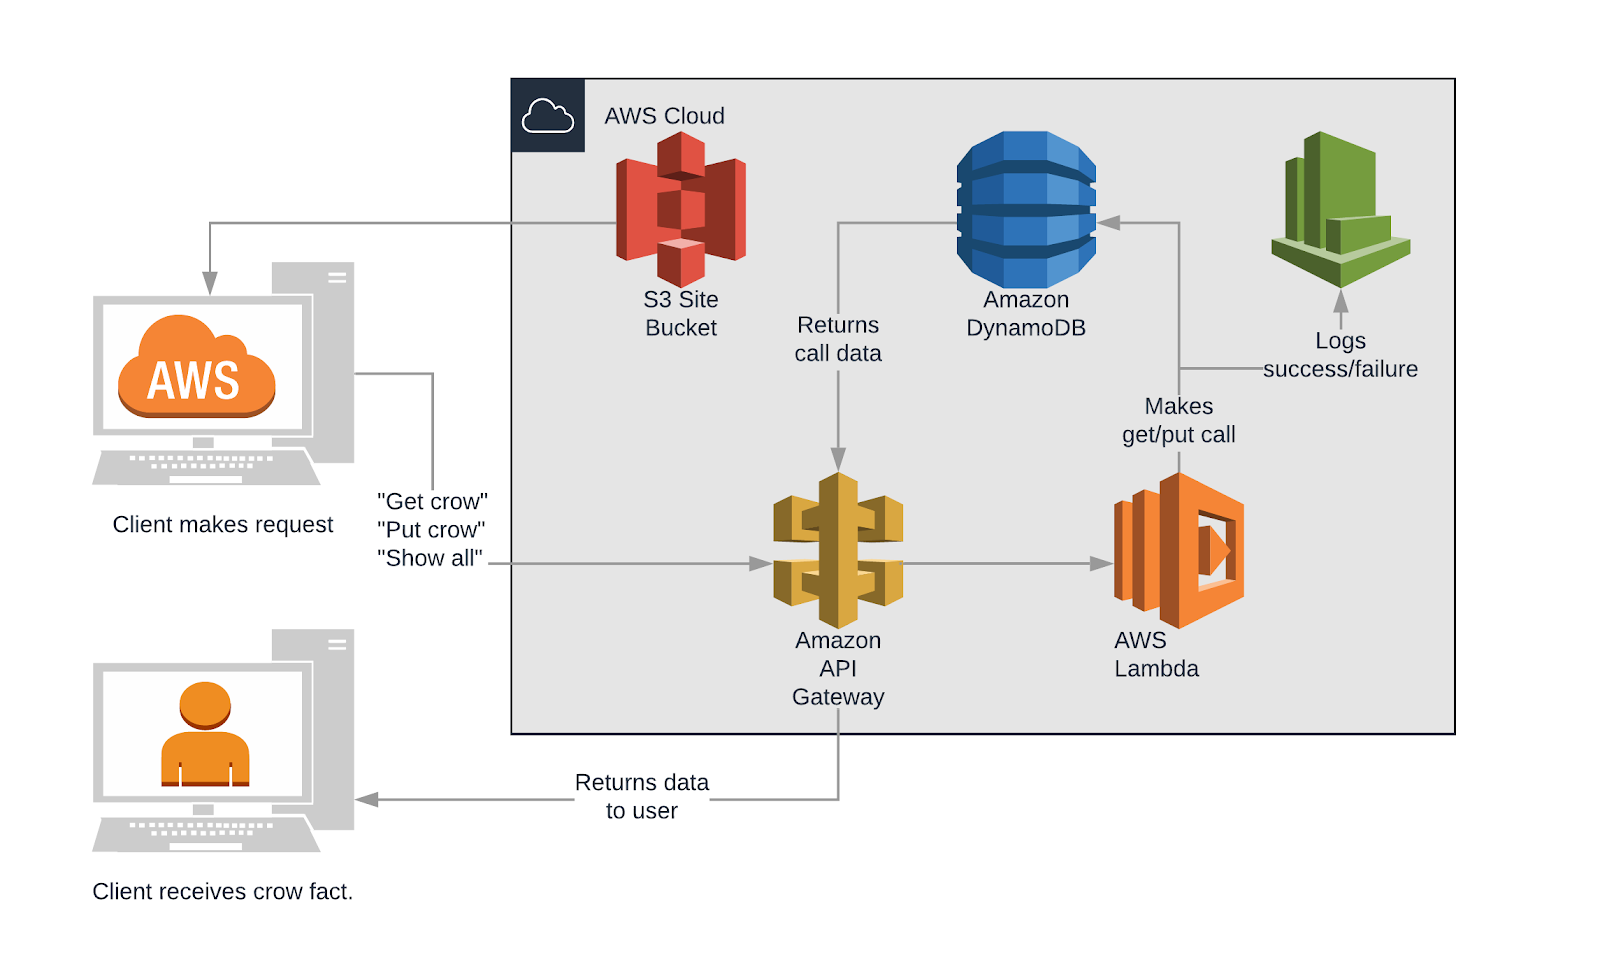 AWS Cloud
S3 Site
Bucket
Amazon
DynamoDB
Returns
call data
Logs
success/failure
Makes
get/put call
AWS
Client makes request
"Get crow"
"Put crow"
"Show all"
Amazon
API
Gateway
AWS
Lambda
Returns data
to user
Client receives crow fact.